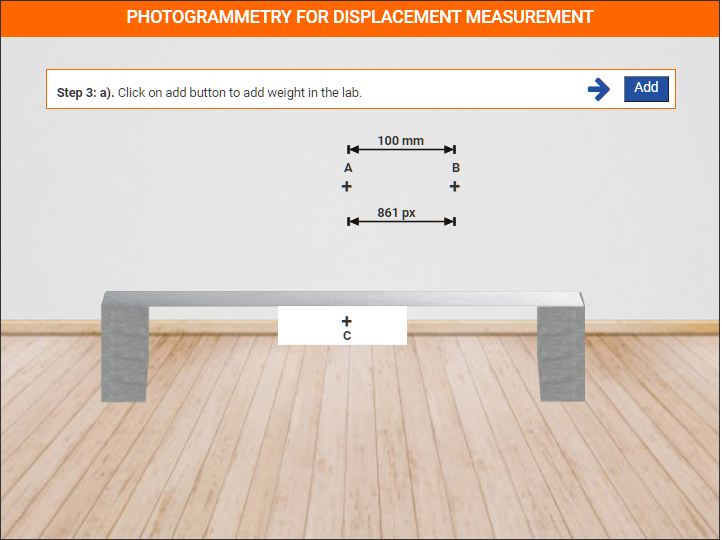 PHOTOGRAMMETRY FOR DISPLACEMENT MEASUREMENT
Step 3: a). Click on add button to add weight in the lab.
Add
100 mm
A B
861 px
C